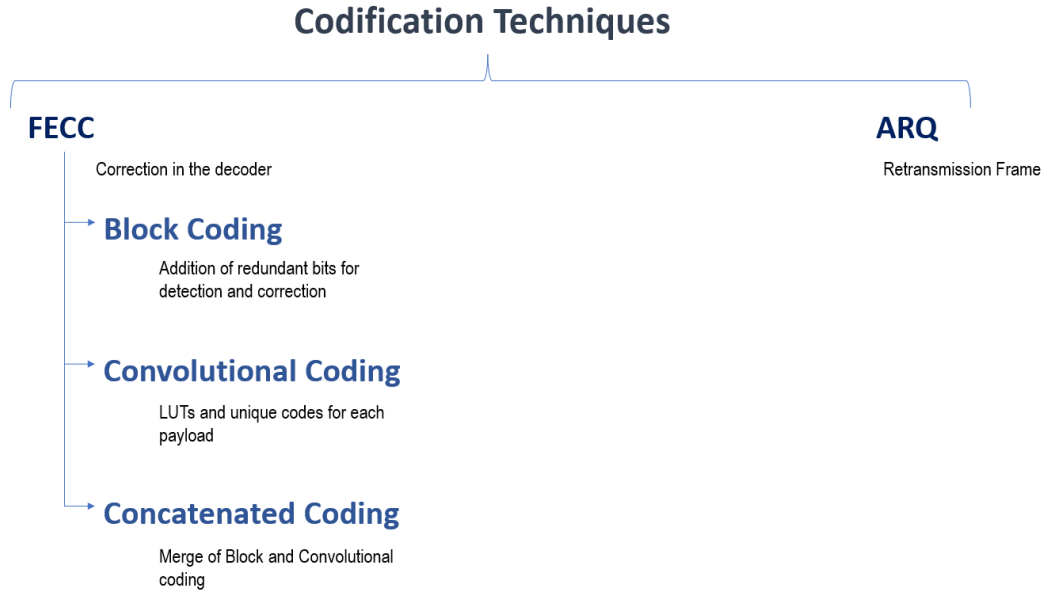 Codification Techniques
FECC
Correction in the decoder
Block Coding
Addition of redundant bits for
detection and correction
Convolutional Coding
LUTs and unique codes for each
payload
Concatenated Coding
Merge of Block and Convolutional
coding
ARQ
Retransmission Frame